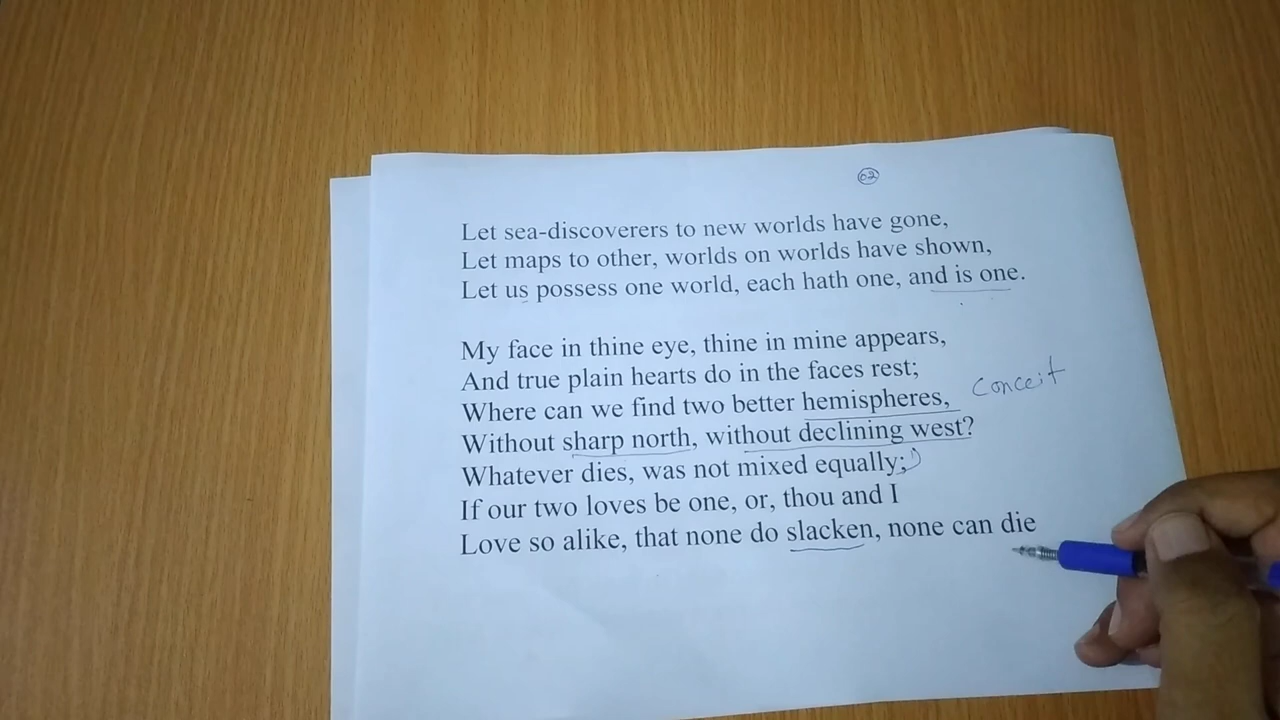 02
Let sea-discoverers to new worlds have gone,
Let maps to other, worlds on worlds have shown,
Let us possess one world, each hath one, and is one.
My face in thine eye, thine in mine appears,
And true plain hearts do in the faces rest;
Where can we find two better hemispheres, Conceit
Without sharp north, without declining west?
Whatever dies, was not mixed equally;
If our two loves be one, or, thou and I
Love so alike, that none do slacken, none can die